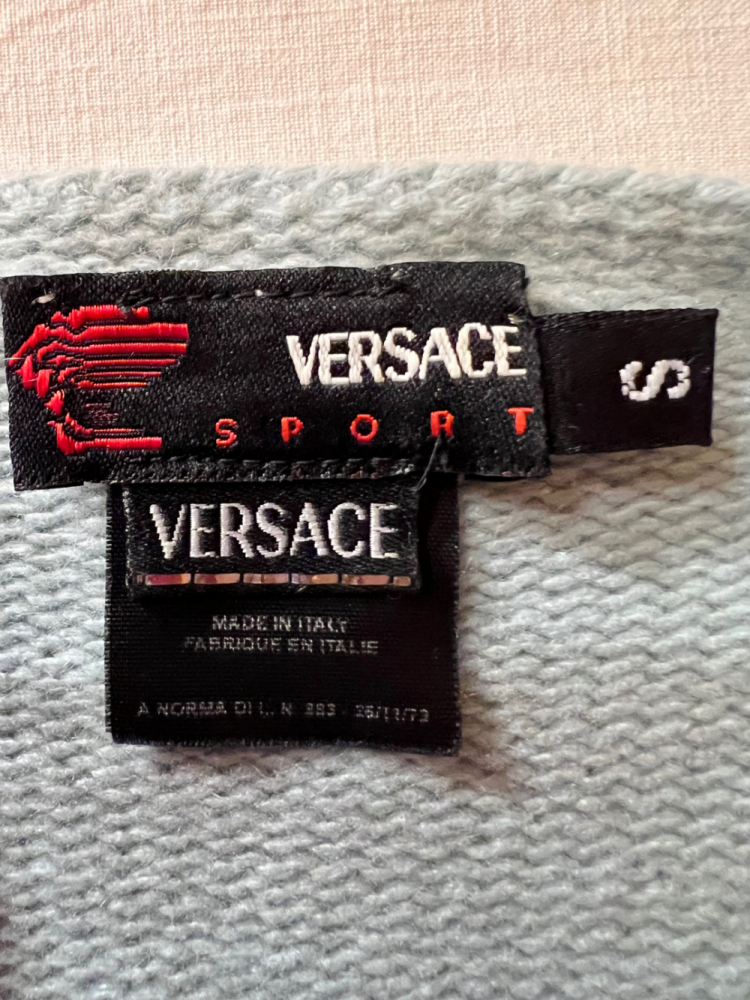 VERSACE
SPORT
S
VERSACE
MADE IN ITALY
FABRIQUE EN ITALIE
A NORMA DI L. N. 883 - 26/11/73